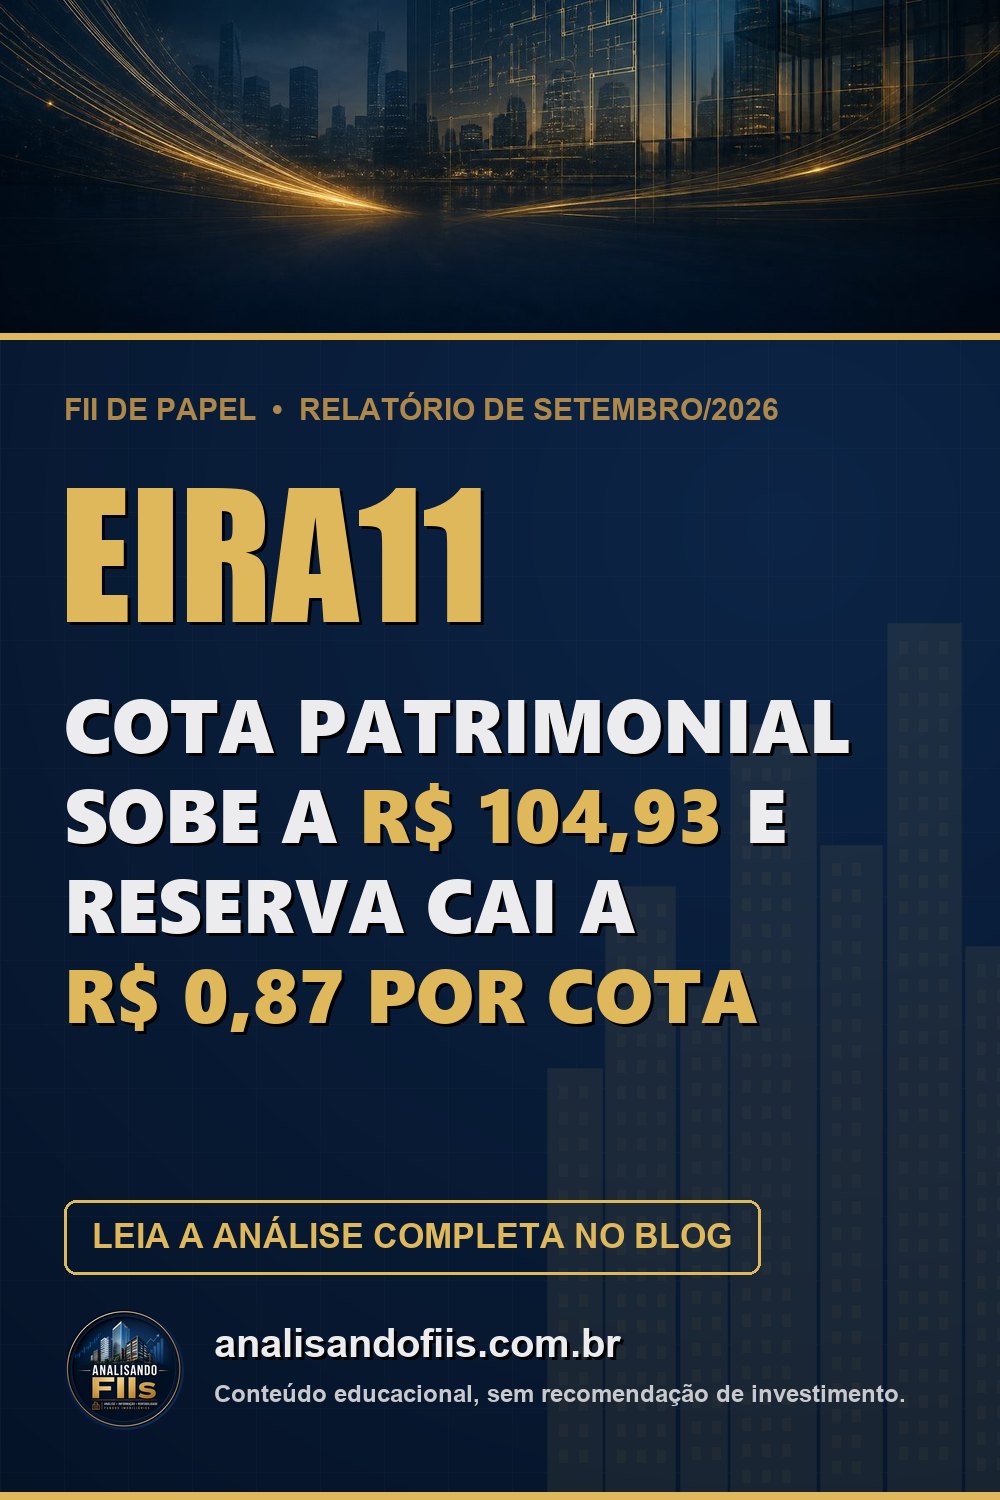 FII DE PAPEL • RELATÓRIO DE SETEMBRO/2026
EIRA11
COTA PATRIMONIAL
SOBE A R$ 104,93 E
RESERVA CAI A
R$ 0,87 POR COTA
LEIA A ANÁLISE COMPLETA NO BLOG
ANALISANDO
FIIs
analisandofiis.com.br
Conteúdo educacional, sem recomendação de investimento.